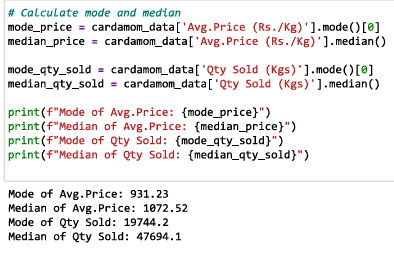 # Calculate mode and median
mode_price = cardamom_data['Avg.Price (Rs./Kg)'].mode()[0]
median_price = cardamom_data['Avg.Price (Rs./Kg)'].median()
mode_qty_sold = cardamom_data['Qty Sold (Kgs)'].mode()[0]
median_qty_sold = cardamom_data['Qty Sold (Kgs)'].median()
print(f"Mode of Avg.Price: {mode_price}")
print(f"Median of Avg.Price: {median_price}")
print(f"Mode of Qty Sold: {mode_qty_sold}")
print(f"Median of Qty Sold: {median_qty_sold}")
Mode of Avg.Price: 931.23
Median of Avg.Price: 1072.52
Mode of Qty Sold: 19744.2
Median of Qty Sold: 47694.1